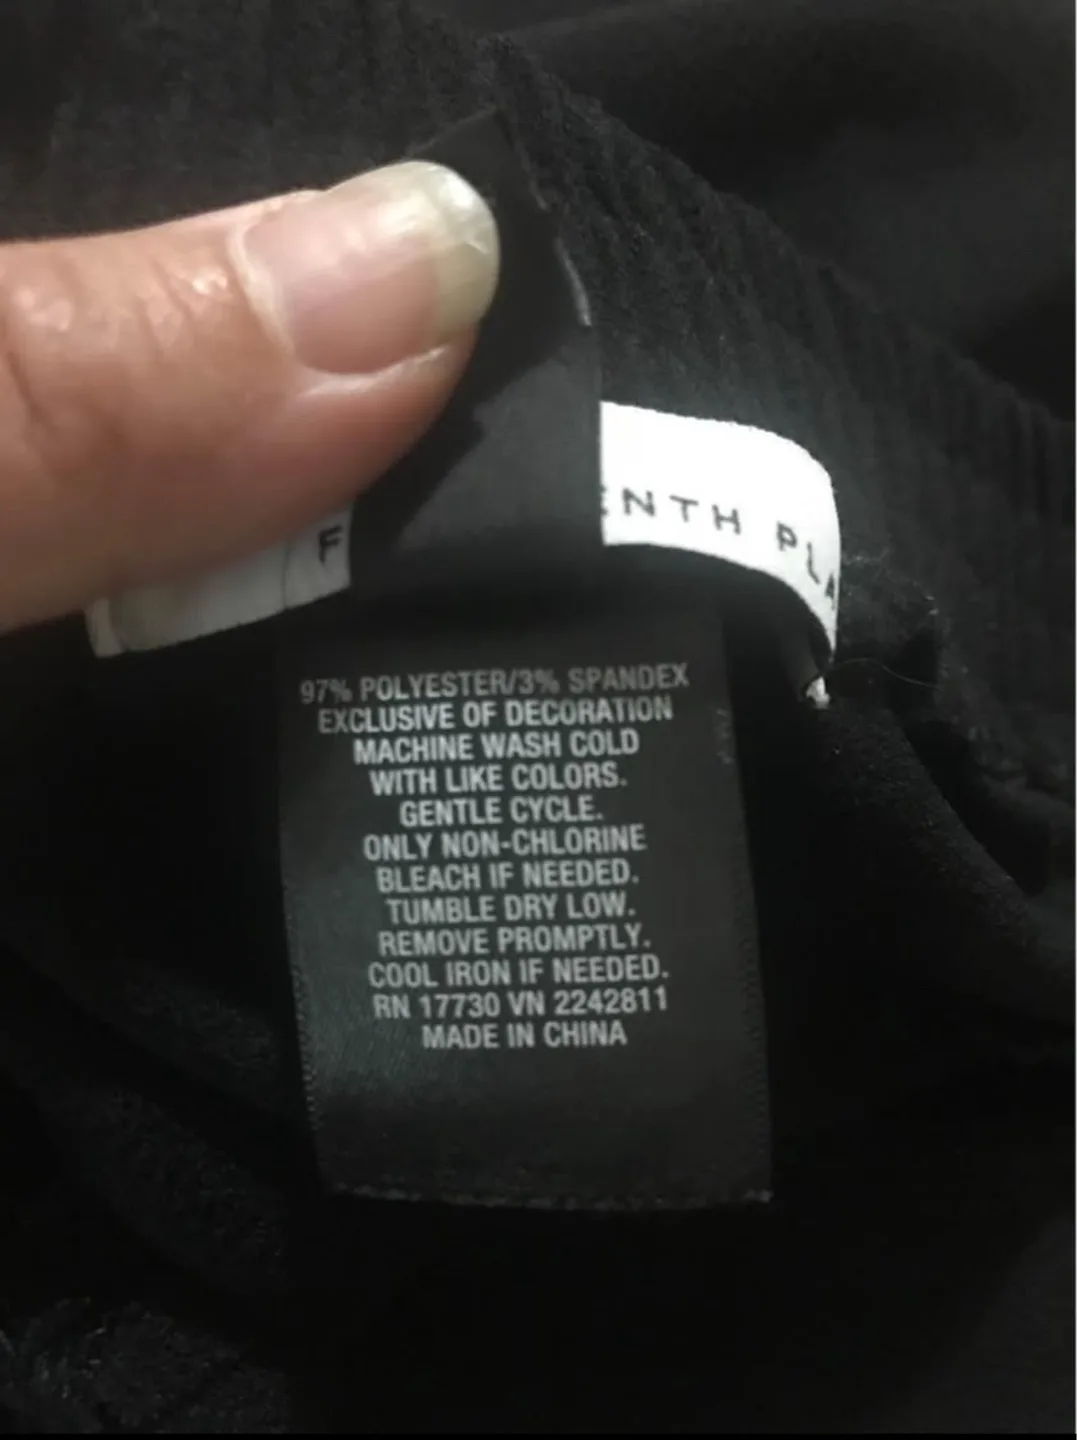 F ENTH PLA
97% POLYESTER/3% SPANDEX
EXCLUSIVE OF DECORATION
MACHINE WASH COLD
WITH LIKE COLORS.
GENTLE CYCLE.
ONLY NON-CHLORINE
BLEACH IF NEEDED.
TUMBLE DRY LOW.
REMOVE PROMPTLY.
COOL IRON IF NEEDED.
RN 17730 VN 2242811
MADE IN CHINA